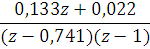 0,133z + 0,022
(z − 0,741)(z − 1)